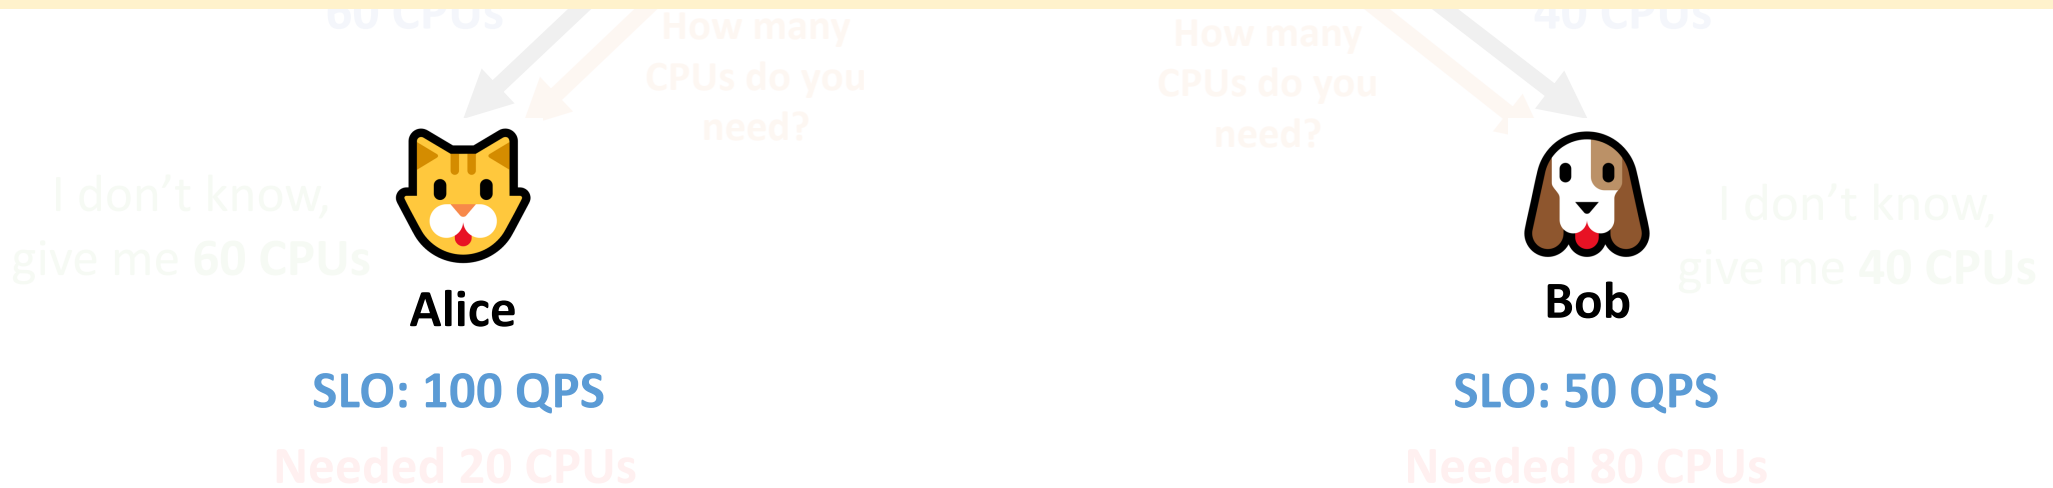 60 CPUs
40 CPUs
How many
CPUs do you
need?
How many
CPUs do you
need?
I don't know,
give me 60 CPUs
I don't know,
give me 40 CPUs
Alice
Bob
SLO: 100 QPS
SLO: 50 QPS
Needed 20 CPUs
Needed 80 CPUs